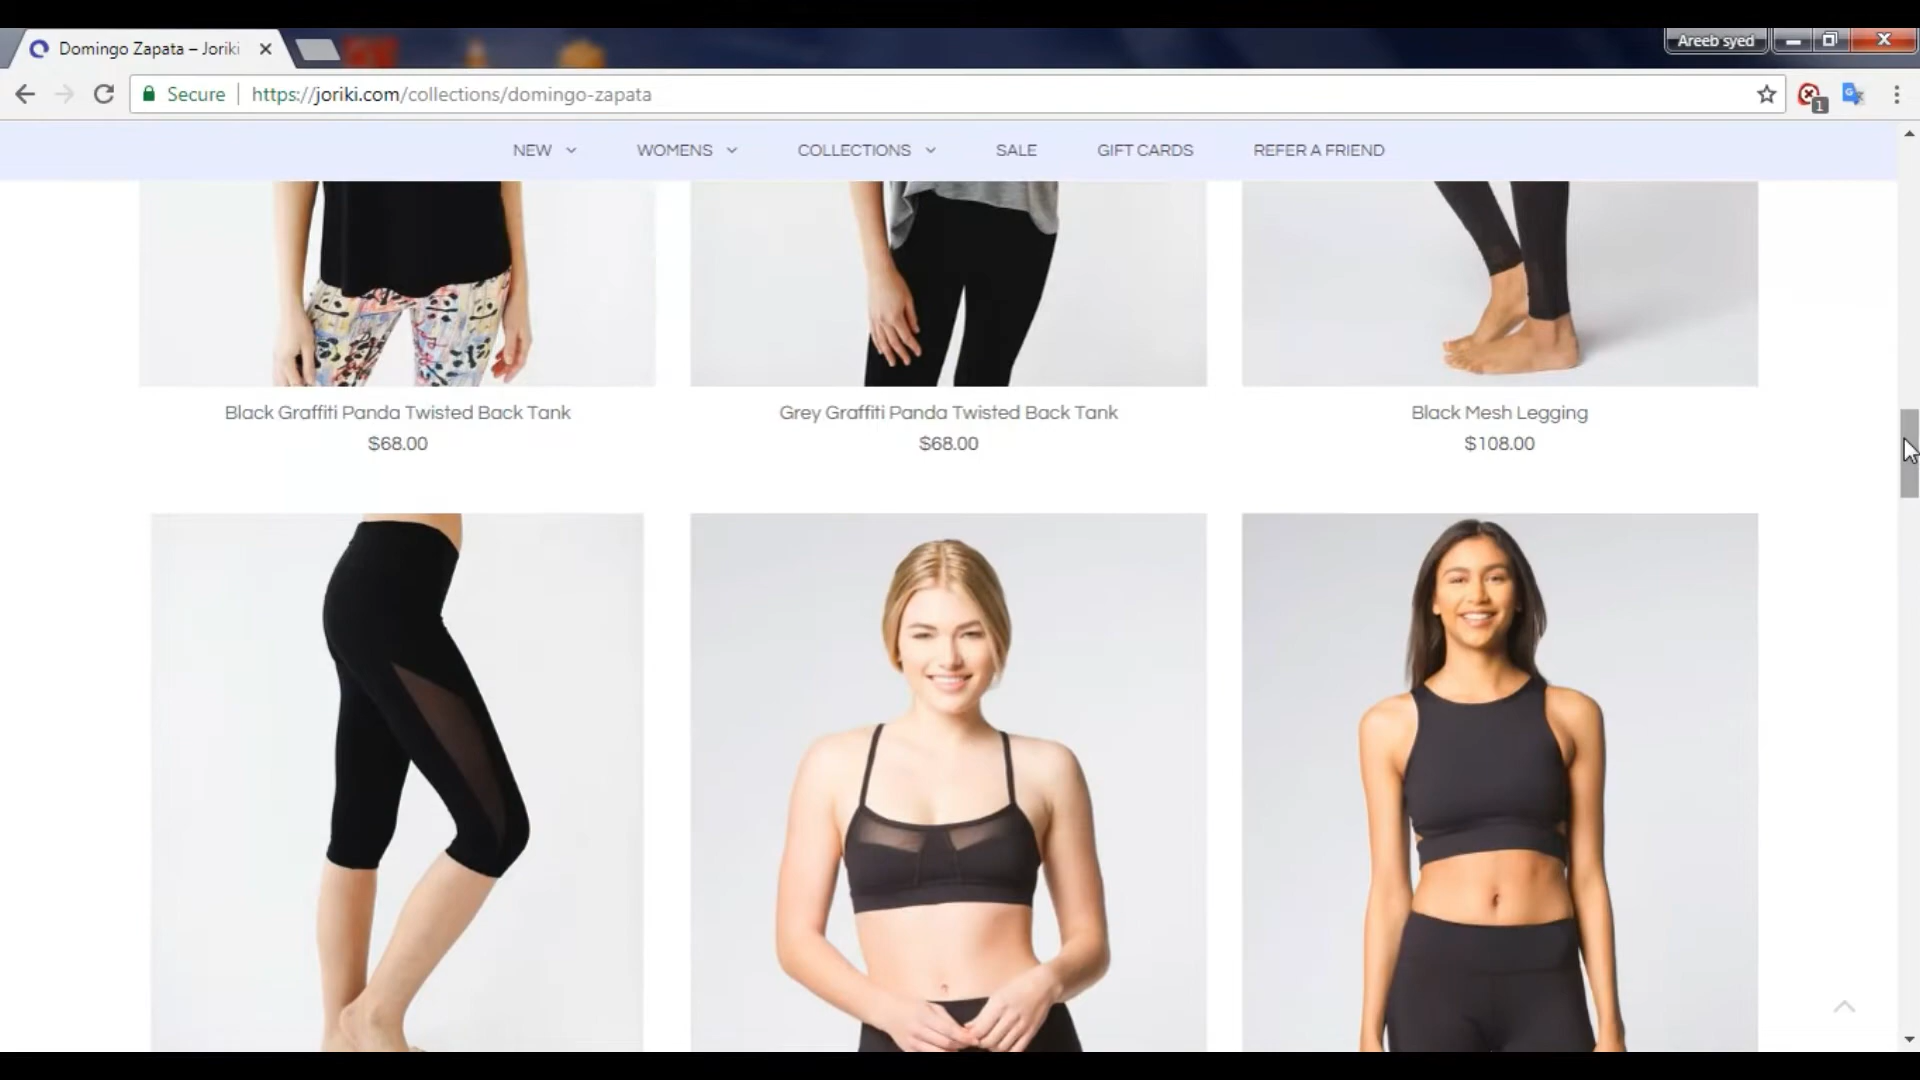 Domingo Zapata – Joriki
Areeb syed
Secure https://joriki.com/collections/domingo-zapata
1
NEW WOMENS COLLECTIONS SALE GIFT CARDS REFER A FRIEND
Black Graffiti Panda Twisted Back Tank
$68.00
Grey Graffiti Panda Twisted Back Tank
$68.00
Black Mesh Legging
$108.00